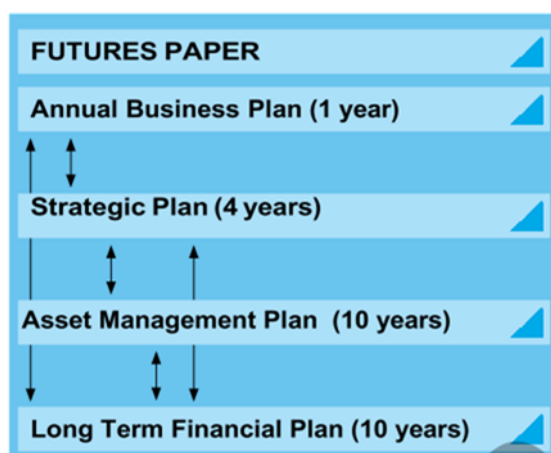 FUTURES PAPER
Annual Business Plan (1 year)
Strategic Plan (4 years)
Asset Management Plan (10 years)
Long Term Financial Plan (10 years)